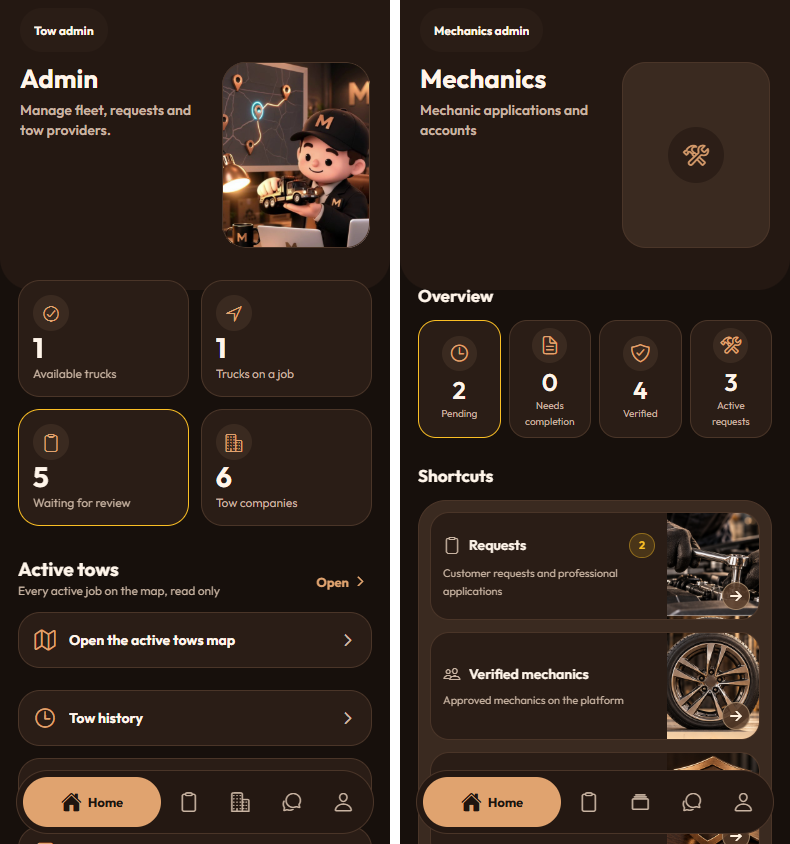 Tow admin
Admin
Manage fleet, requests and
tow providers.
M
M
M
M
M
1
Available trucks
1
Trucks on a job
5
Waiting for review
6
Tow companies
Active tows
Every active job on the map, read only
Open
Open the active tows map
Tow history
Home
Mechanics admin
Mechanics
Mechanic applications and
accounts
Overview
2
Pending
0
Needs
completion
4
Verified
3
Active
requests
Shortcuts
Requests
2
Customer requests and professional
applications
Verified mechanics
Approved mechanics on the platform
Home